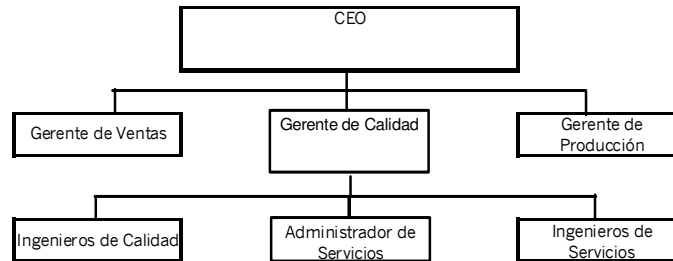 CEO
Gerente de Ventas
Gerente de Calidad
Gerente de
Producción
Ingenieros de Calidad
Administrador de
Servicios
Ingenieros de
Servicios